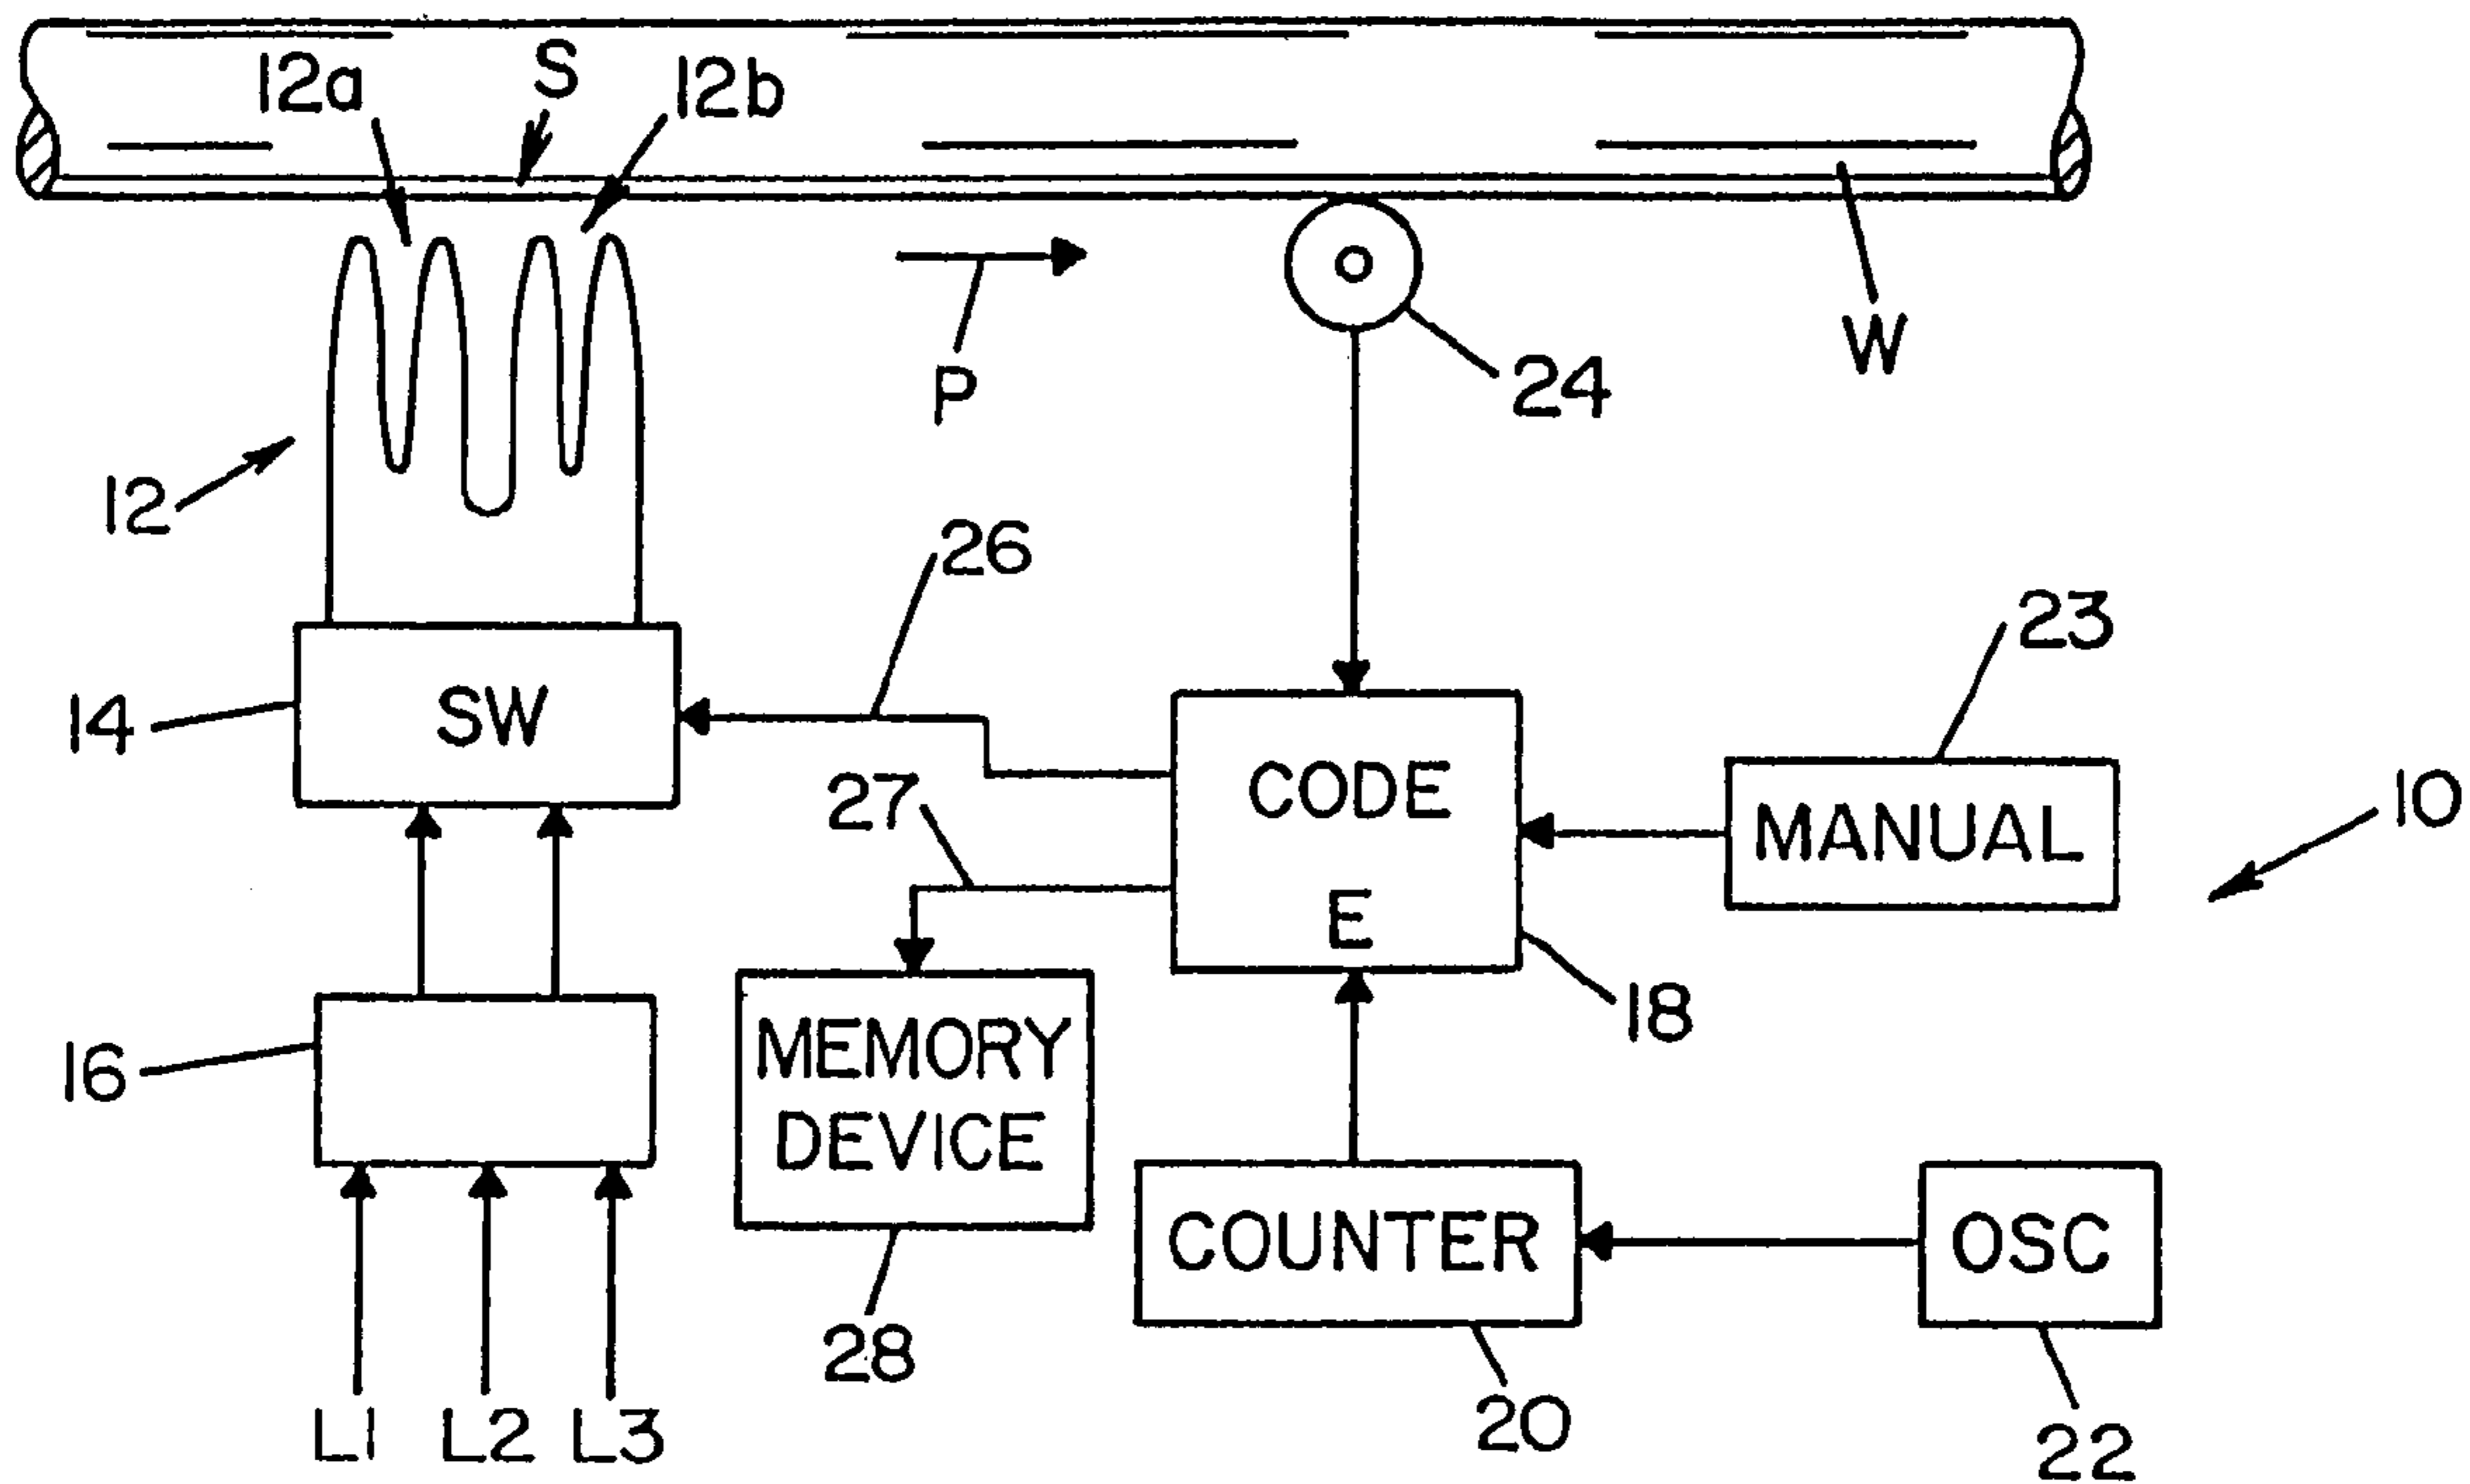 12a
S
12b
P
24
W
12
26
23
14
SW
27
CODE
E
MANUAL
10
18
16
MEMORY
DEVICE
28
COUNTER
OSC
20
22
L1
L2
L3